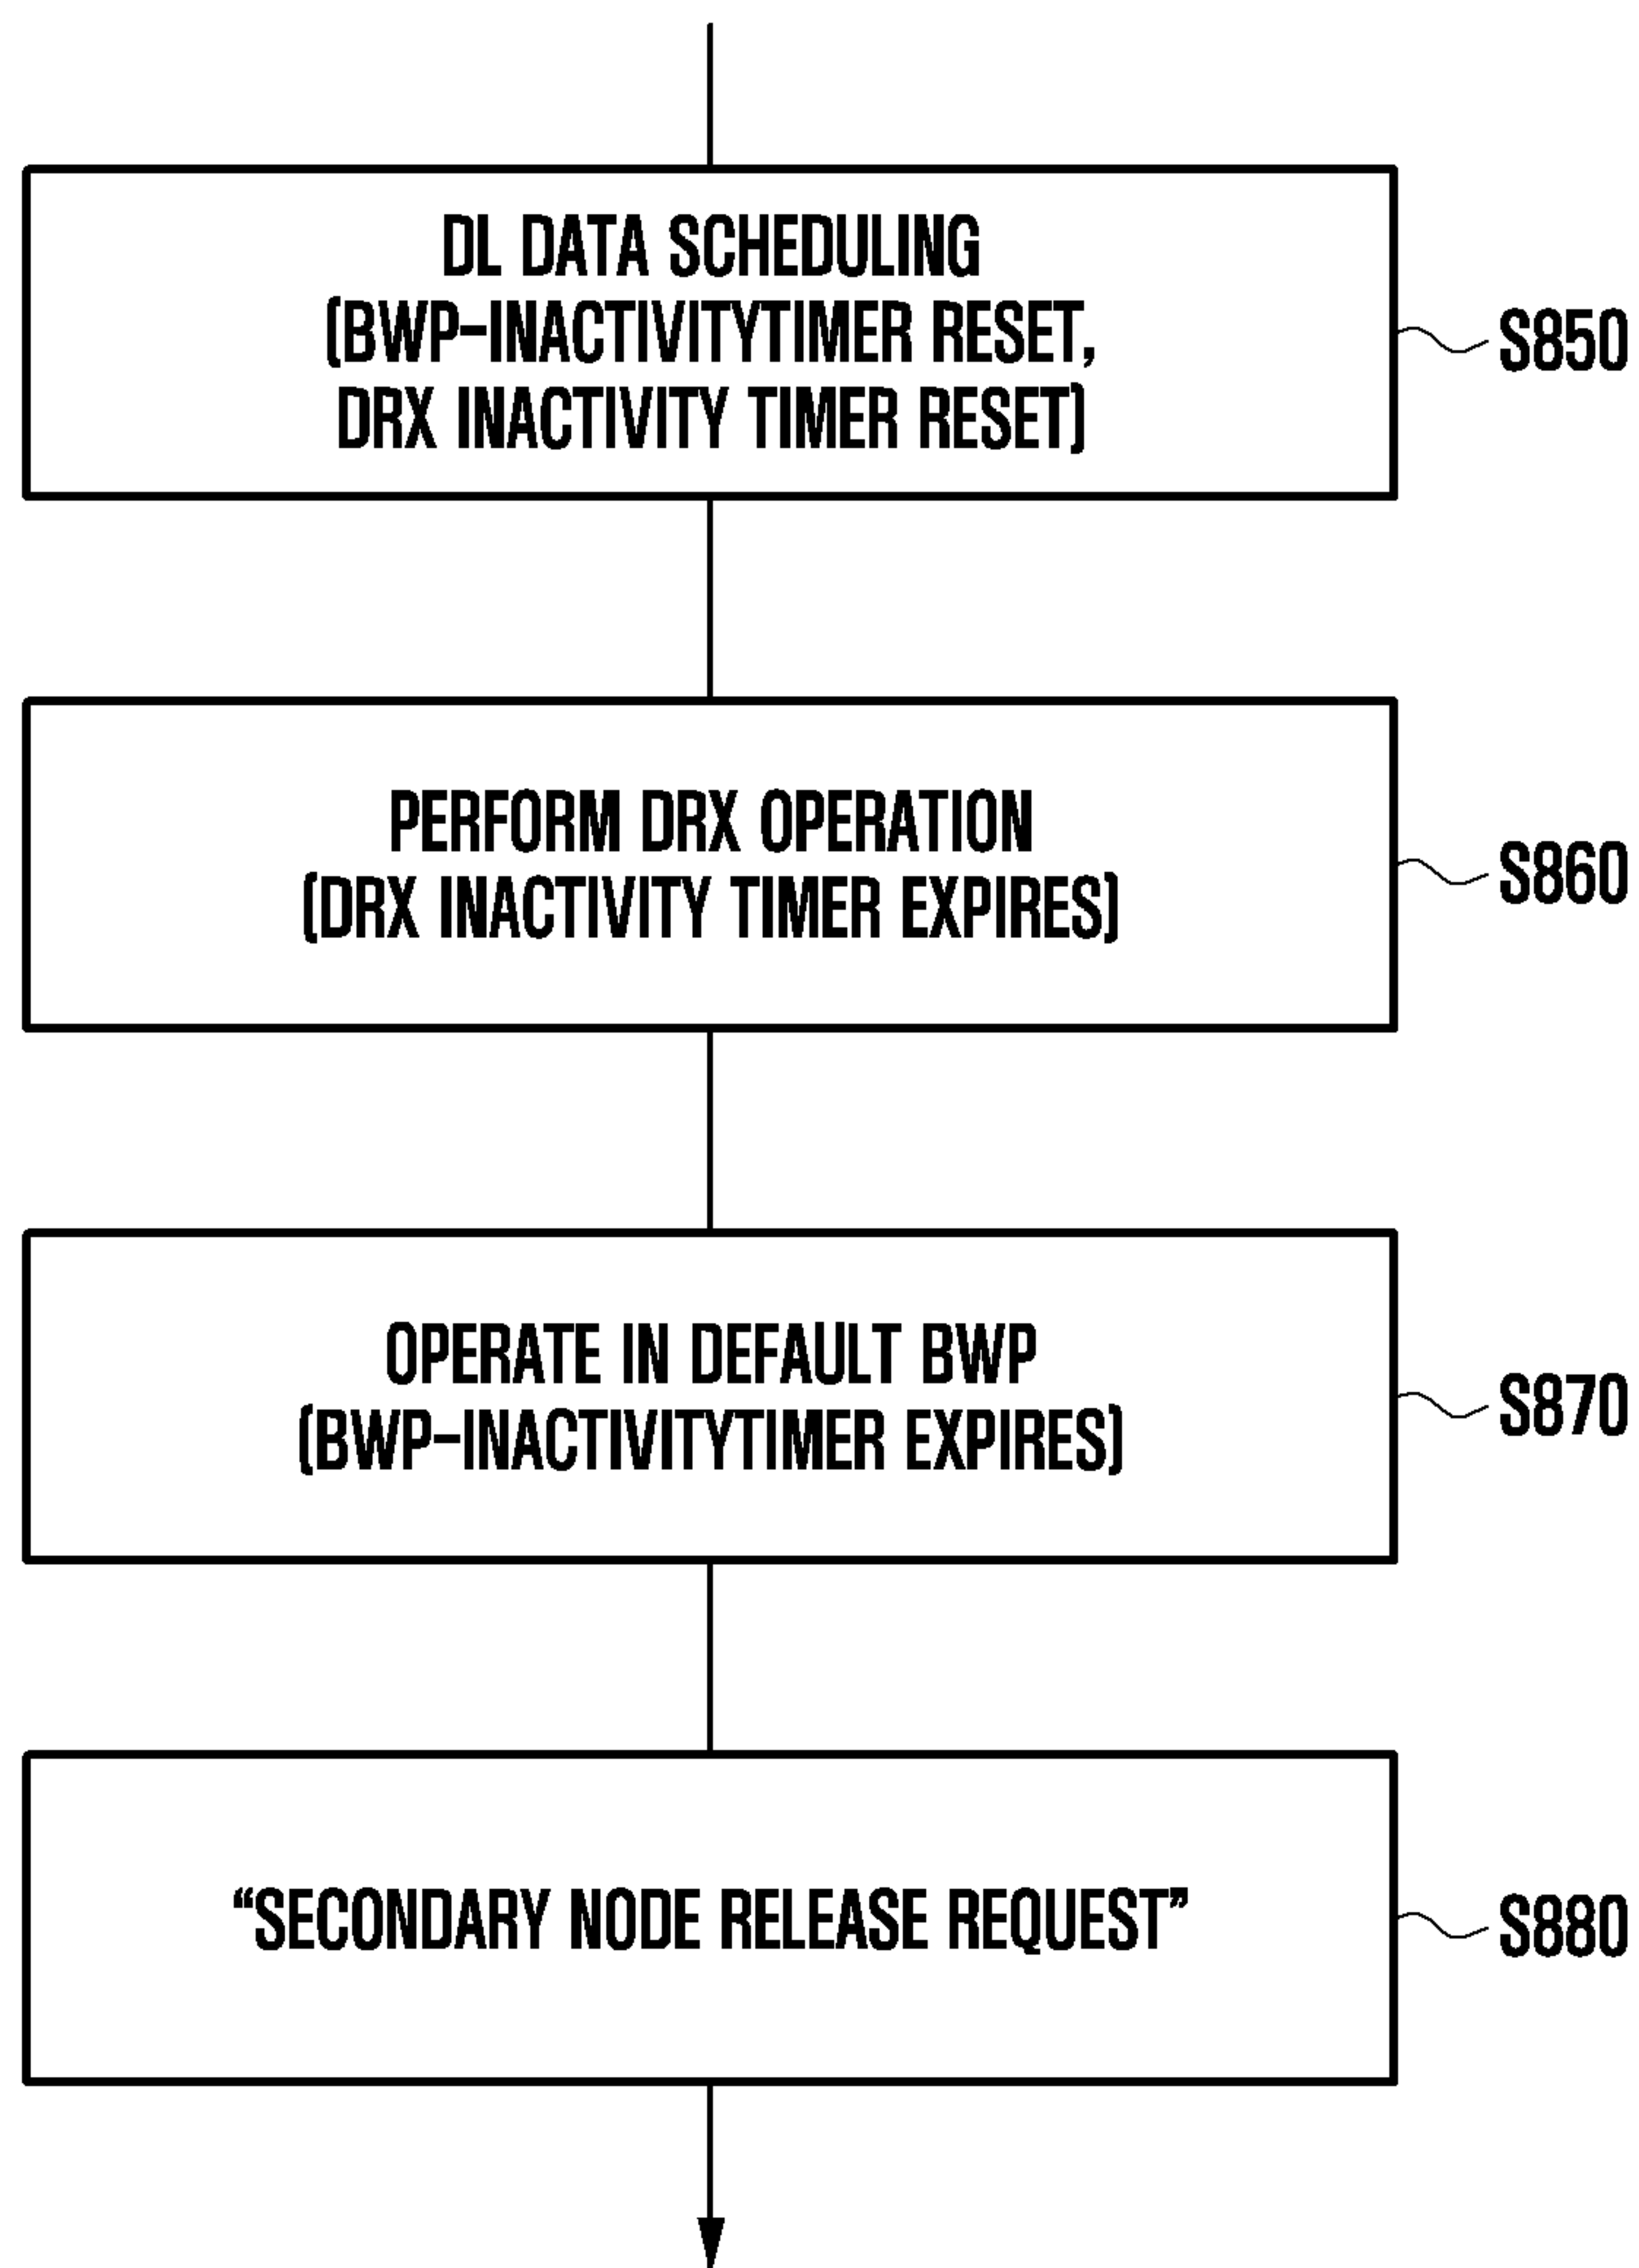 DL DATA SCHEDULING
(BWP-INACTIVITYTIMER RESET,
DRX INACTIVITY TIMER RESET)
S850
PERFORM DRX OPERATION
(DRX INACTIVITY TIMER EXPIRES)
S860
OPERATE IN DEFAULT BWP
(BWP-INACTIVITYTIMER EXPIRES)
S870
“SECONDARY NODE RELEASE REQUEST”
S880